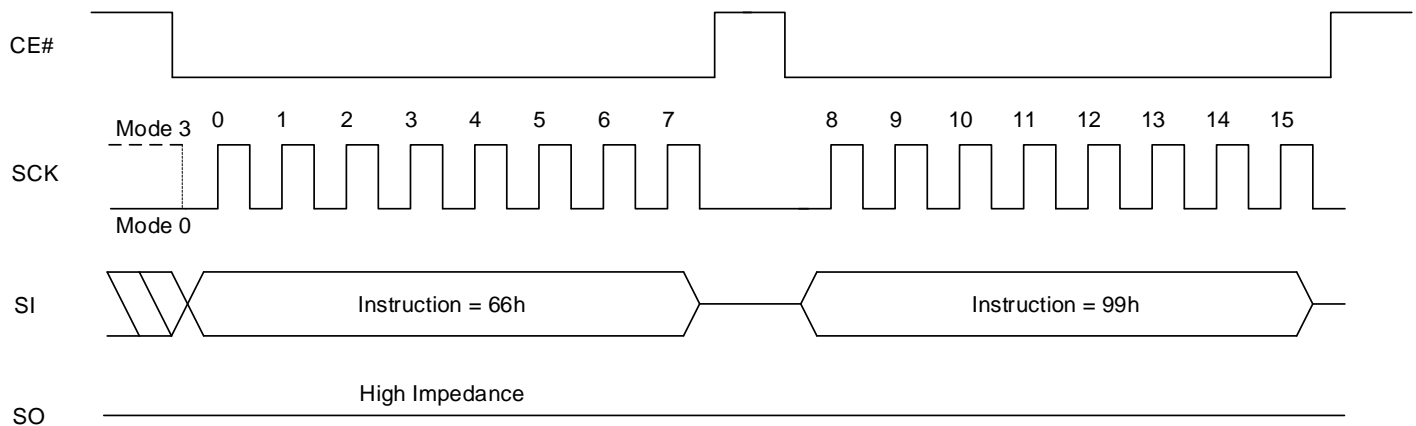 CE#
Mode 3
0 1 2 3 4 5 6 7 8 9 10 11 12 13 14 15
SCK
Mode 0
SI
Instruction = 66h
Instruction = 99h
High Impedance
SO